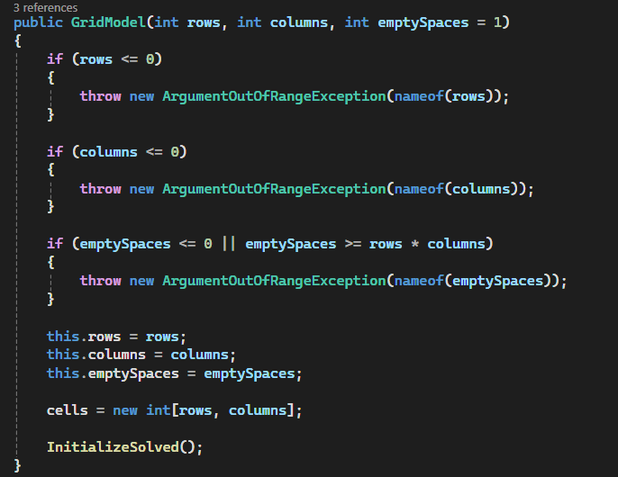 3 references
public GridModel(int rows, int columns, int emptySpaces = 1)
{
if (rows <= 0)
{
throw new ArgumentOutOfRangeException(nameof(rows));
}
if (columns <= 0)
{
throw new ArgumentOutOfRangeException(nameof(columns));
}
if (emptySpaces <= 0 || emptySpaces >= rows * columns)
{
throw new ArgumentOutOfRangeException(nameof(emptySpaces));
}
this.rows = rows;
this.columns = columns;
this.emptySpaces = emptySpaces;
cells = new int[rows, columns];
InitializeSolved();
}